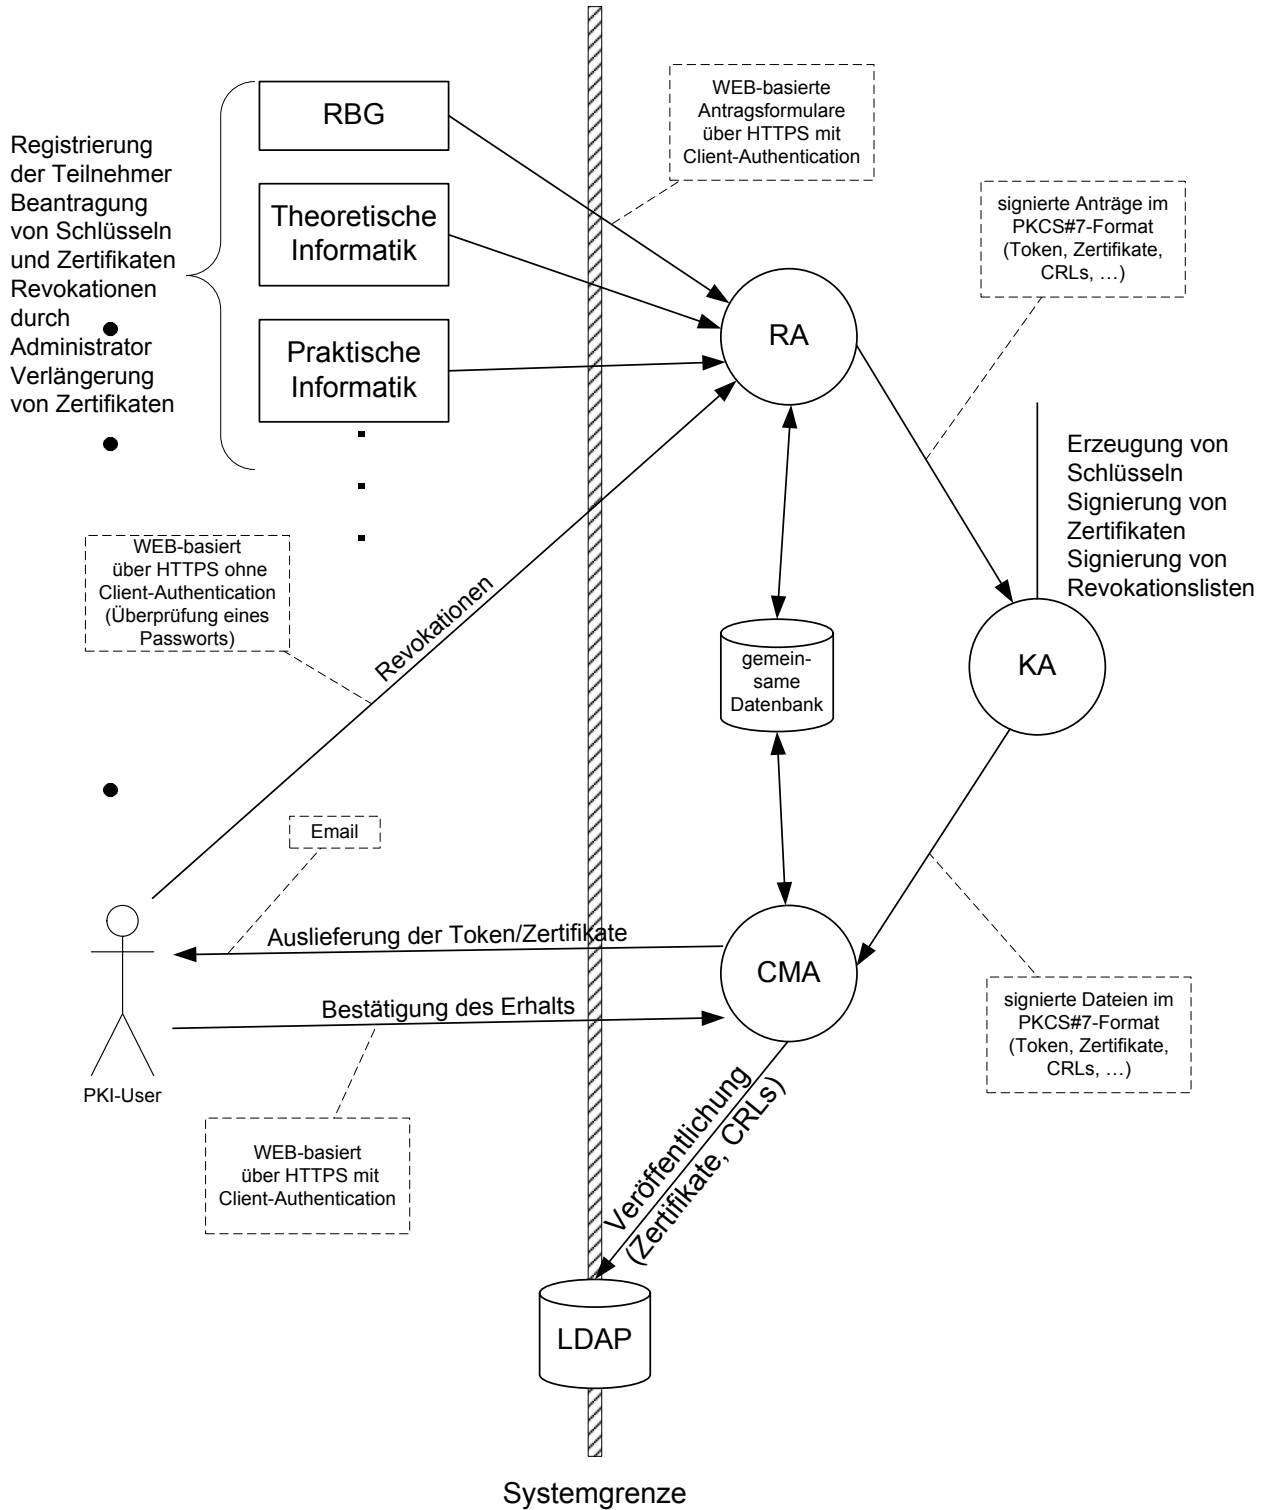 RBG
WEB-basierte
Antragsformulare
über HTTPS mit
Client-Authentication
Registrierung
der Teilnehmer
Beantragung
von Schlüsseln
und Zertifikaten
Revokationen
durch
Administrator
Verlängerung
von Zertifikaten
Theoretische
Informatik
Praktische
Informatik
signierte Anträge im
PKCS#7-Format
(Token, Zertifikate,
CRLs, …)
RA
Erzeugung von
Schlüsseln
Signierung von
Zertifikaten
Signierung von
Revokationslisten
WEB-basiert
über HTTPS ohne
Client-Authentication
(Überprüfung eines
Passworts)
Revokationen
gemein-
same
Datenbank
KA
Email
Auslieferung der Token/Zertifikate
CMA
Bestätigung des Erhalts
signierte Dateien im
PKCS#7-Format
(Token, Zertifikate,
CRLs, …)
PKI-User
WEB-basiert
über HTTPS mit
Client-Authentication
Veröffentlichung
(Zertifikate, CRLs)
LDAP
Systemgrenze